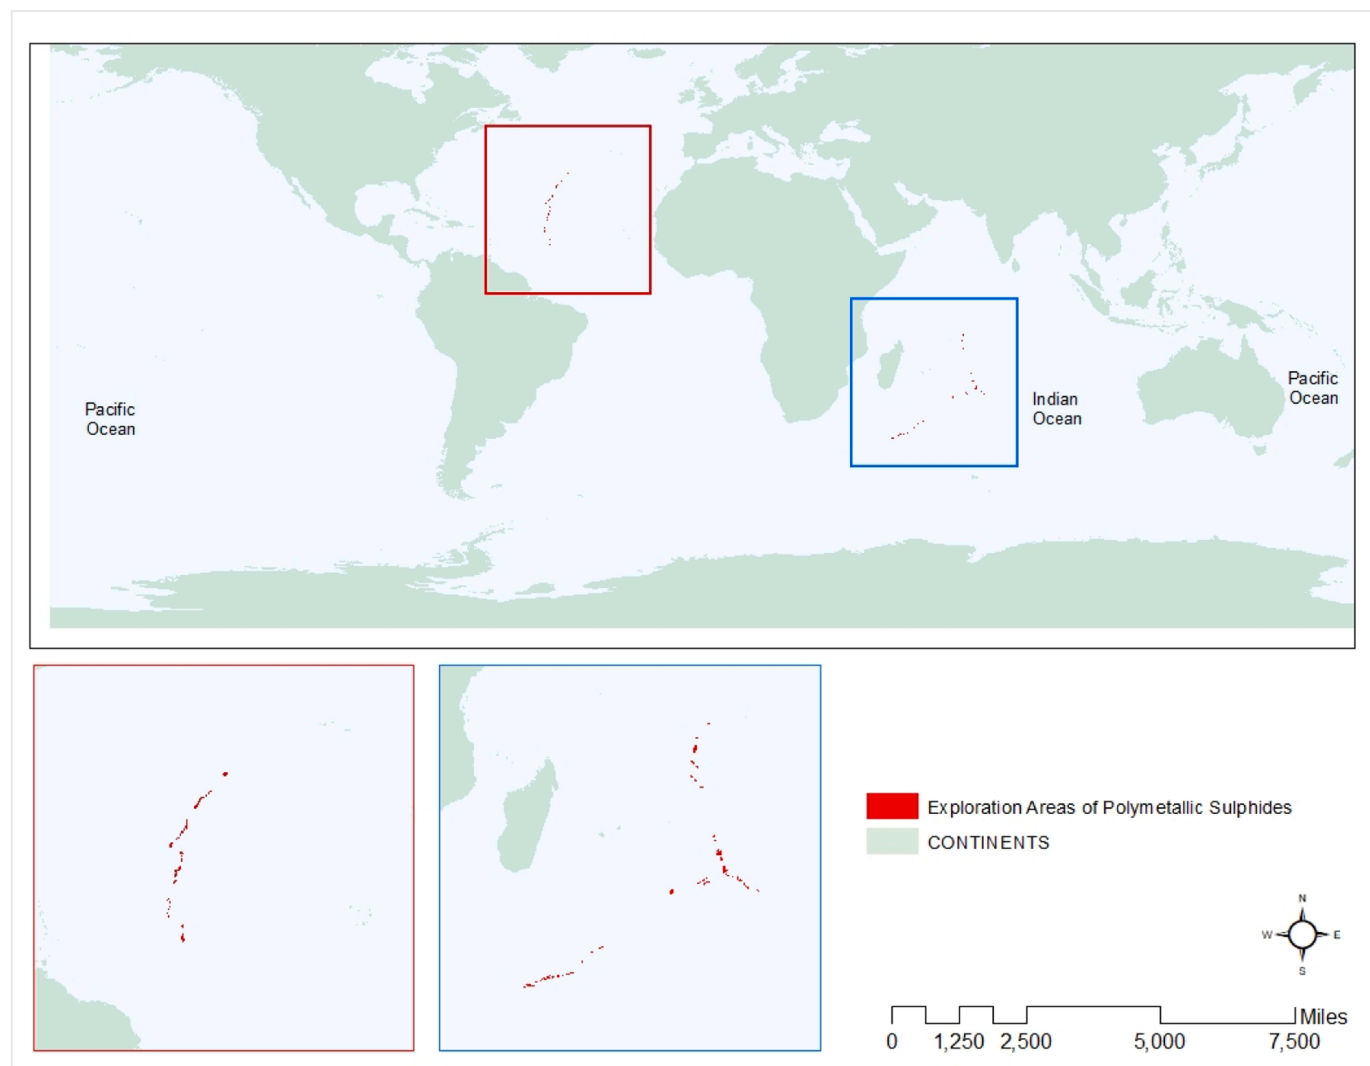 Pacific
Ocean
Indian
Ocean
Pacific
Ocean
Exploration Areas of Polymetallic Sulphides
CONTINENTS
N
W E
S
Miles
0 1,250 2,500 5,000 7,500